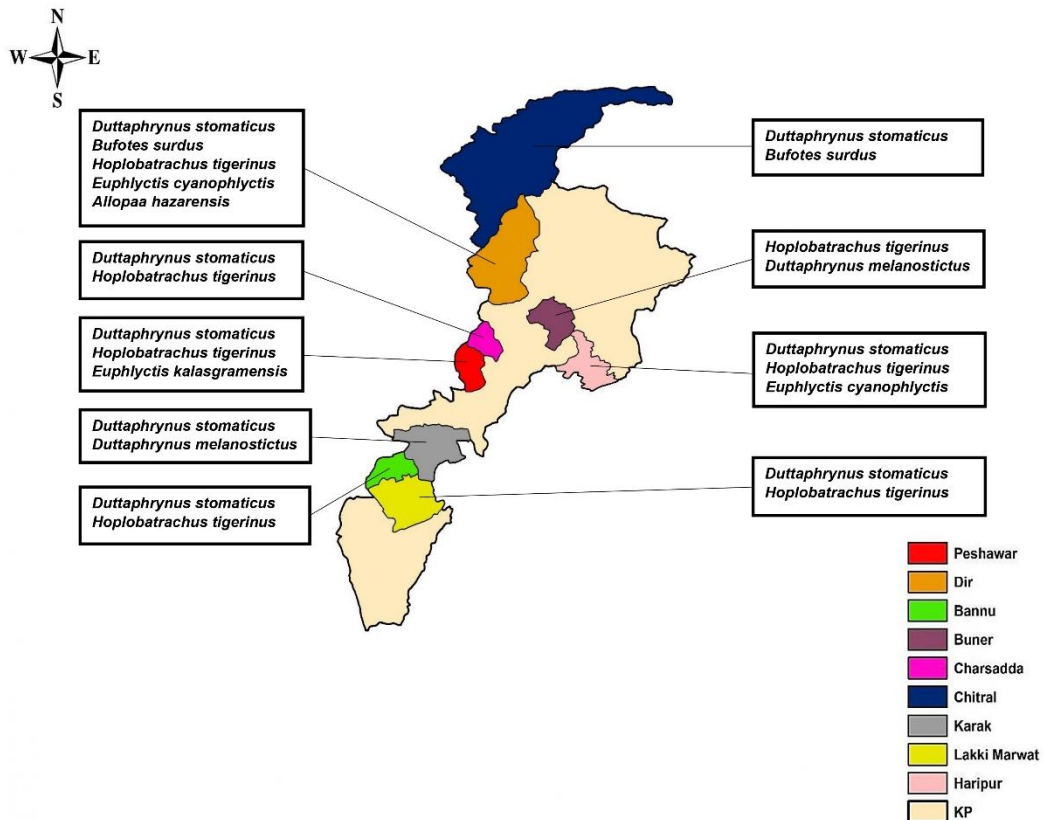 N
W E
S
Duttaphrynus stomaticus
Bufotes surdus
Hoplobatrachus tigerinus
Euphlyctis cyanophlyctis
Allopaa hazarensis
Duttaphrynus stomaticus
Hoplobatrachus tigerinus
Duttaphrynus stomaticus
Hoplobatrachus tigerinus
Euphlyctis kalasgramensis
Duttaphrynus stomaticus
Duttaphrynus melanostictus
Duttaphrynus stomaticus
Hoplobatrachus tigerinus
Duttaphrynus stomaticus
Bufotes surdus
Hoplobatrachus tigerinus
Duttaphrynus melanostictus
Duttaphrynus stomaticus
Hoplobatrachus tigerinus
Euphlyctis cyanophlyctis
Duttaphrynus stomaticus
Hoplobatrachus tigerinus
Peshawar
Dir
Bannu
Buner
Charsadda
Chitral
Karak
Lakki Marwat
Haripur
KP